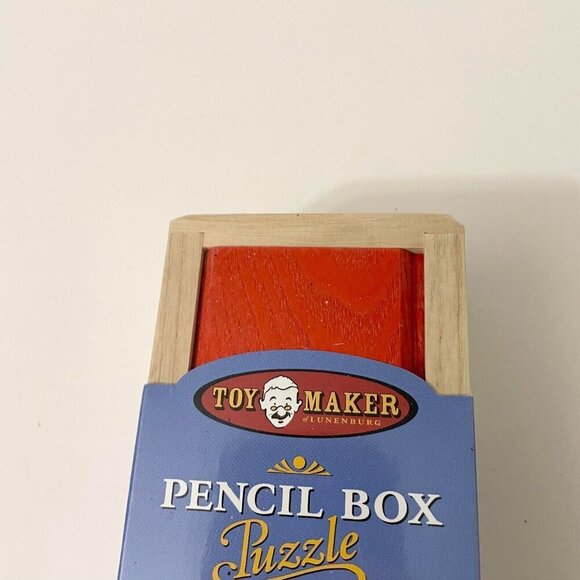 TOY MAKER
of LUNENBURG
PENCIL BOX
Puzzle